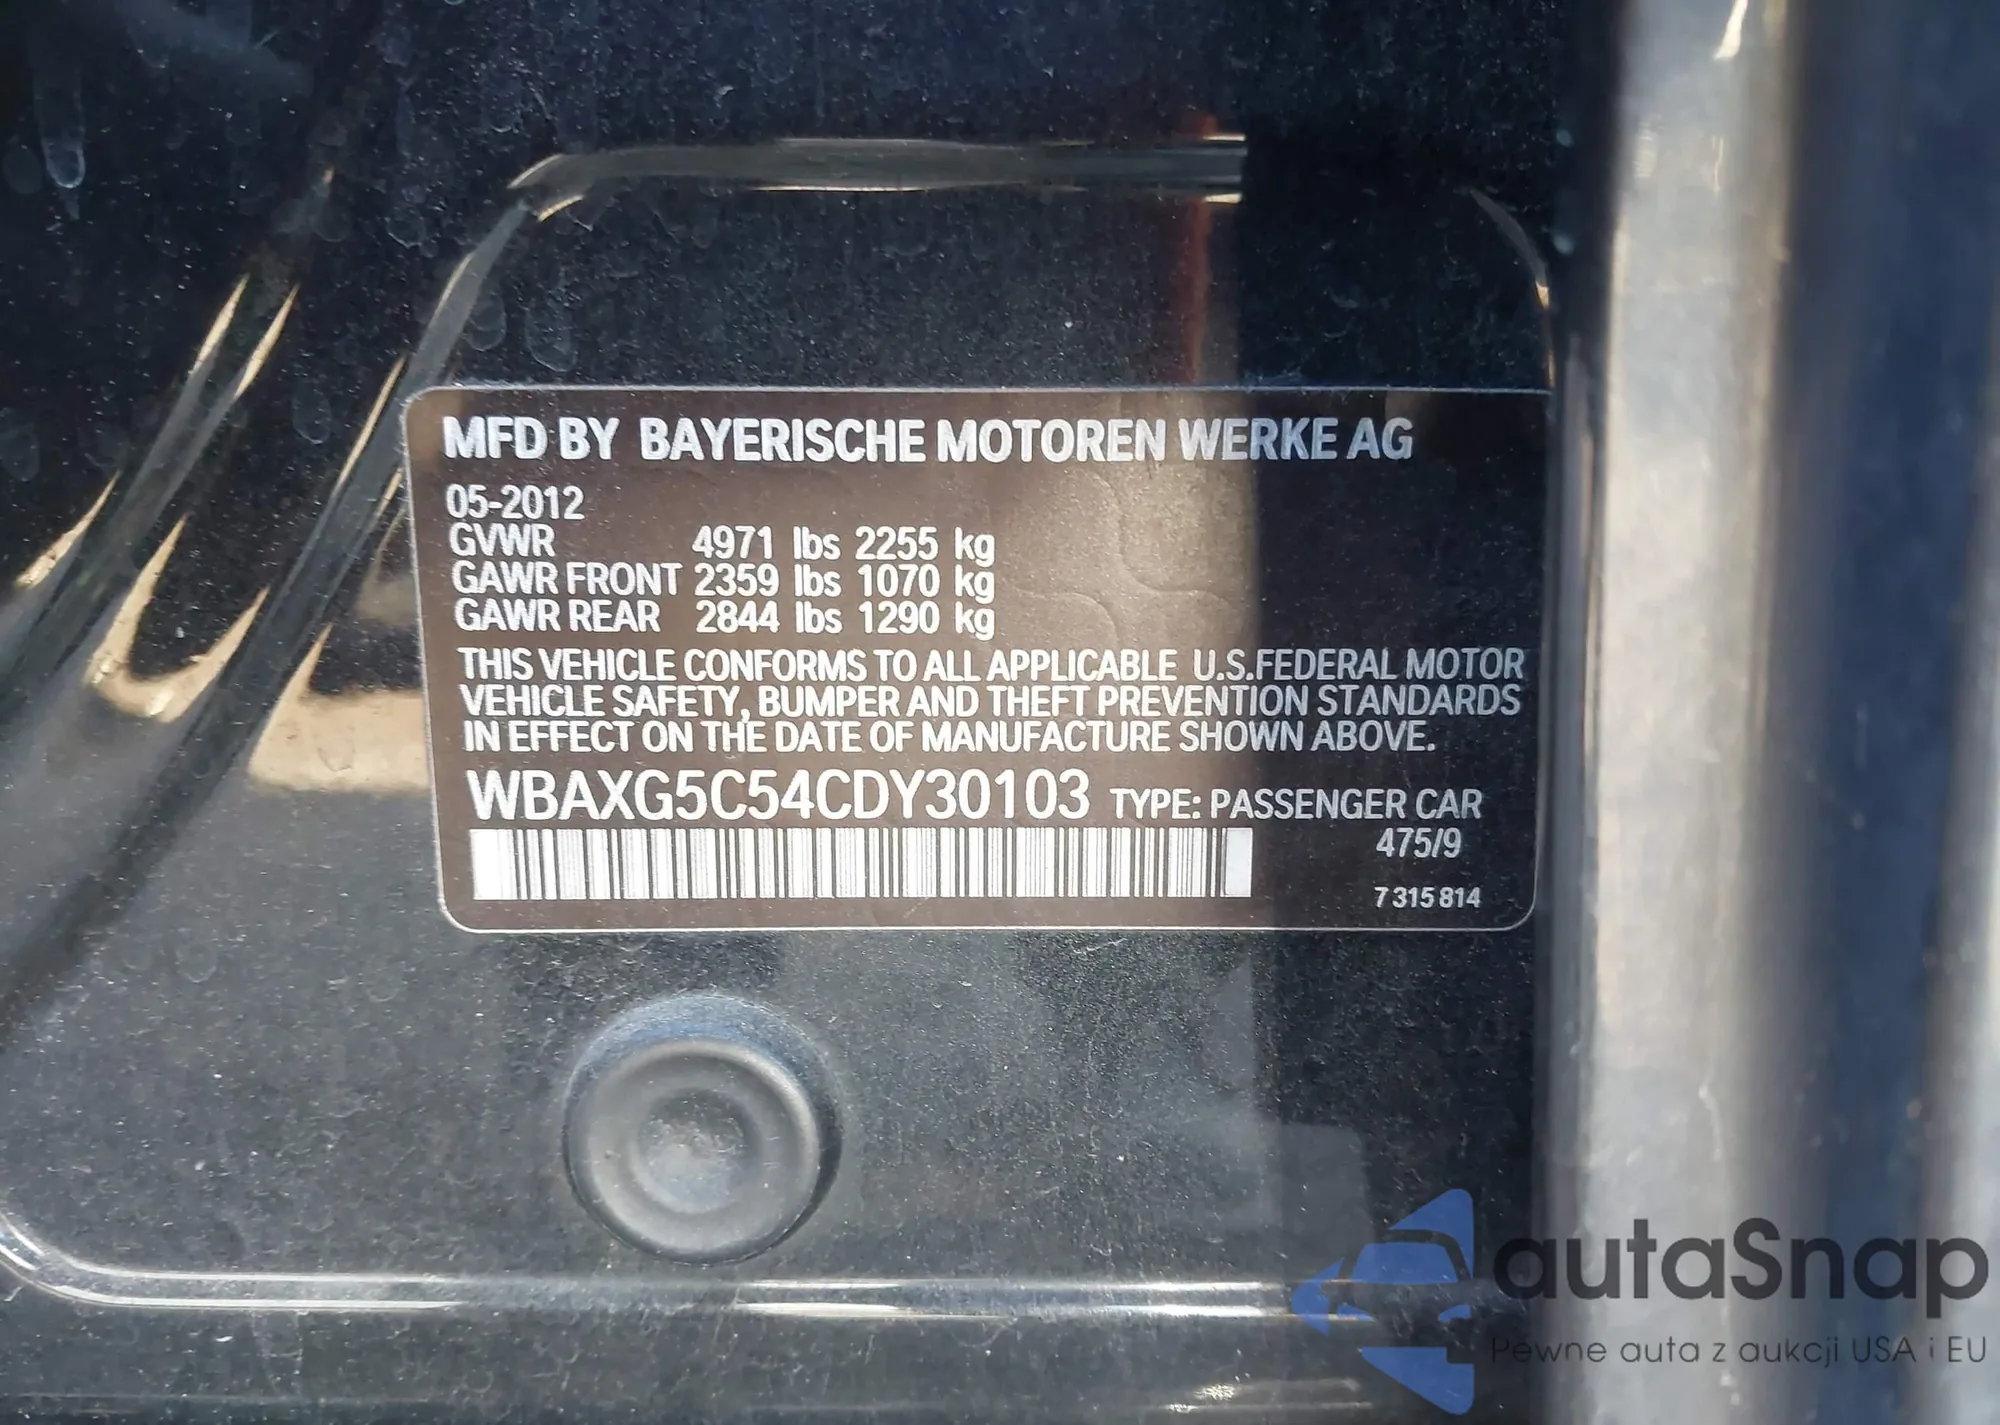 MFD BY BAYERISCHE MOTOREN WERKE AG
05-2012
GVWR 4971 lbs 2255 kg
GAWR FRONT 2359 lbs 1070 kg
GAWR REAR 2844 lbs 1290 kg
THIS VEHICLE CONFORMS TO ALL APPLICABLE U.S.FEDERAL MOTOR
VEHICLE SAFETY, BUMPER AND THEFT PREVENTION STANDARDS
IN EFFECT ON THE DATE OF MANUFACTURE SHOWN ABOVE.
WBAXG5C54CDY30103 TYPE: PASSENGER CAR
475/9
7 315 814
autaSnap
Pewne auta z aukcji USA i EU